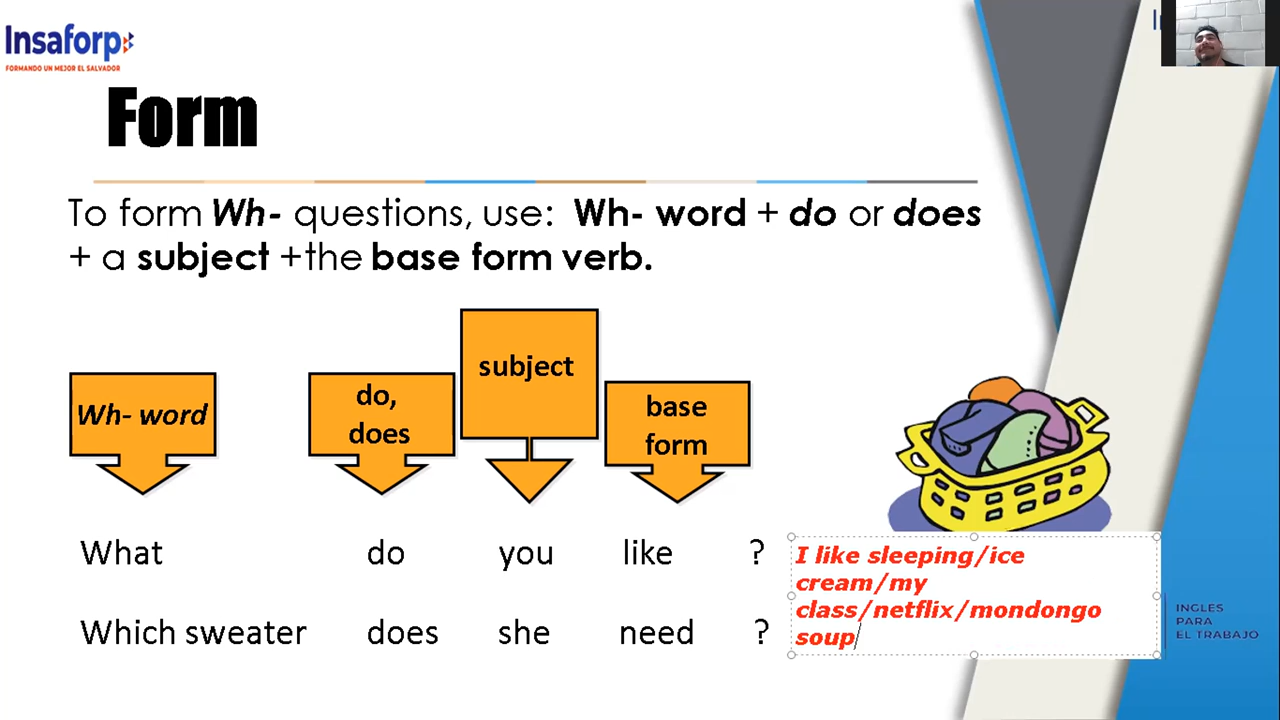 Insaforp
FORMANDO UN MEJOR EL SALVADOR
Form
To form Wh- questions, use: Wh- word + do or does
+ a subject +the base form verb.
Wh- word
do,
does
subject
base
form
What do you like ?
Which sweater does she need ?
I like sleeping/ice
cream/my
class/netflix/mondongo
soup
INGLES
PARA
EL TRABAJO